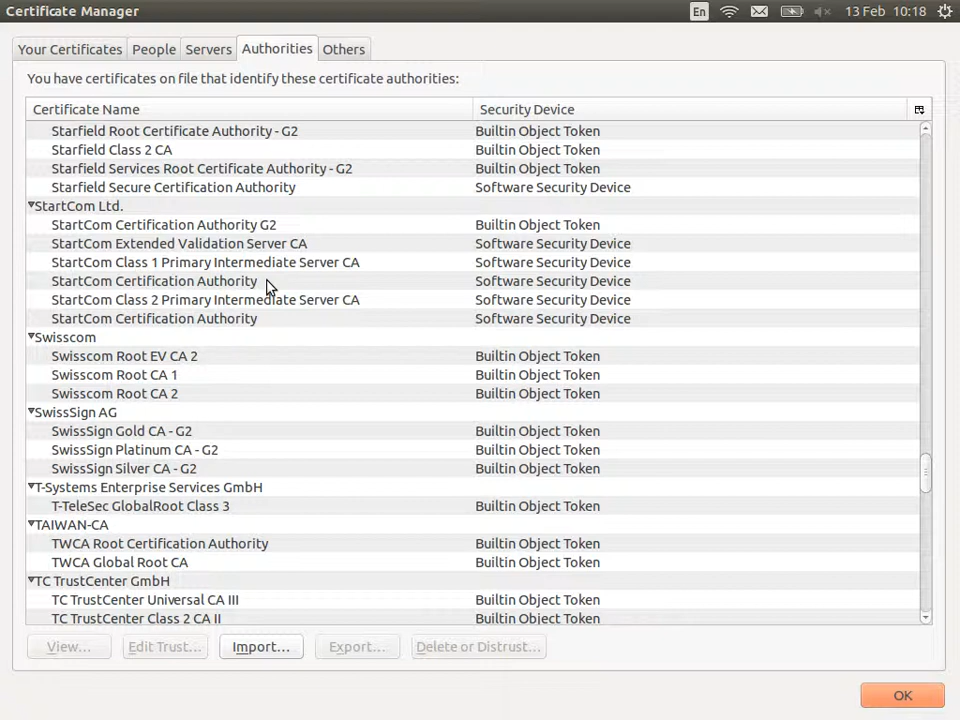 Certificate Manager
En
13 Feb 10:18
Your Certificates People Servers Authorities Others
You have certificates on file that identify these certificate authorities:
Certificate Name Security Device
Starfield Root Certificate Authority - G2 Builtin Object Token
Starfield Class 2 CA Builtin Object Token
Starfield Services Root Certificate Authority - G2 Builtin Object Token
Starfield Secure Certification Authority Software Security Device
StartCom Ltd.
StartCom Certification Authority G2 Builtin Object Token
StartCom Extended Validation Server CA Software Security Device
StartCom Class 1 Primary Intermediate Server CA Software Security Device
StartCom Certification Authority Software Security Device
StartCom Class 2 Primary Intermediate Server CA Software Security Device
StartCom Certification Authority Software Security Device
Swisscom
Swisscom Root EV CA 2 Builtin Object Token
Swisscom Root CA 1 Builtin Object Token
Swisscom Root CA 2 Builtin Object Token
SwissSign AG
SwissSign Gold CA - G2 Builtin Object Token
SwissSign Platinum CA - G2 Builtin Object Token
SwissSign Silver CA - G2 Builtin Object Token
T-Systems Enterprise Services GmbH
T-TeleSec GlobalRoot Class 3 Builtin Object Token
TAIWAN-CA
TWCA Root Certification Authority Builtin Object Token
TWCA Global Root CA Builtin Object Token
TC TrustCenter GmbH
TC TrustCenter Universal CA III Builtin Object Token
TC TrustCenter Class 2 CA II Builtin Object Token
View... Edit Trust... Import... Export... Delete or Distrust...
OK